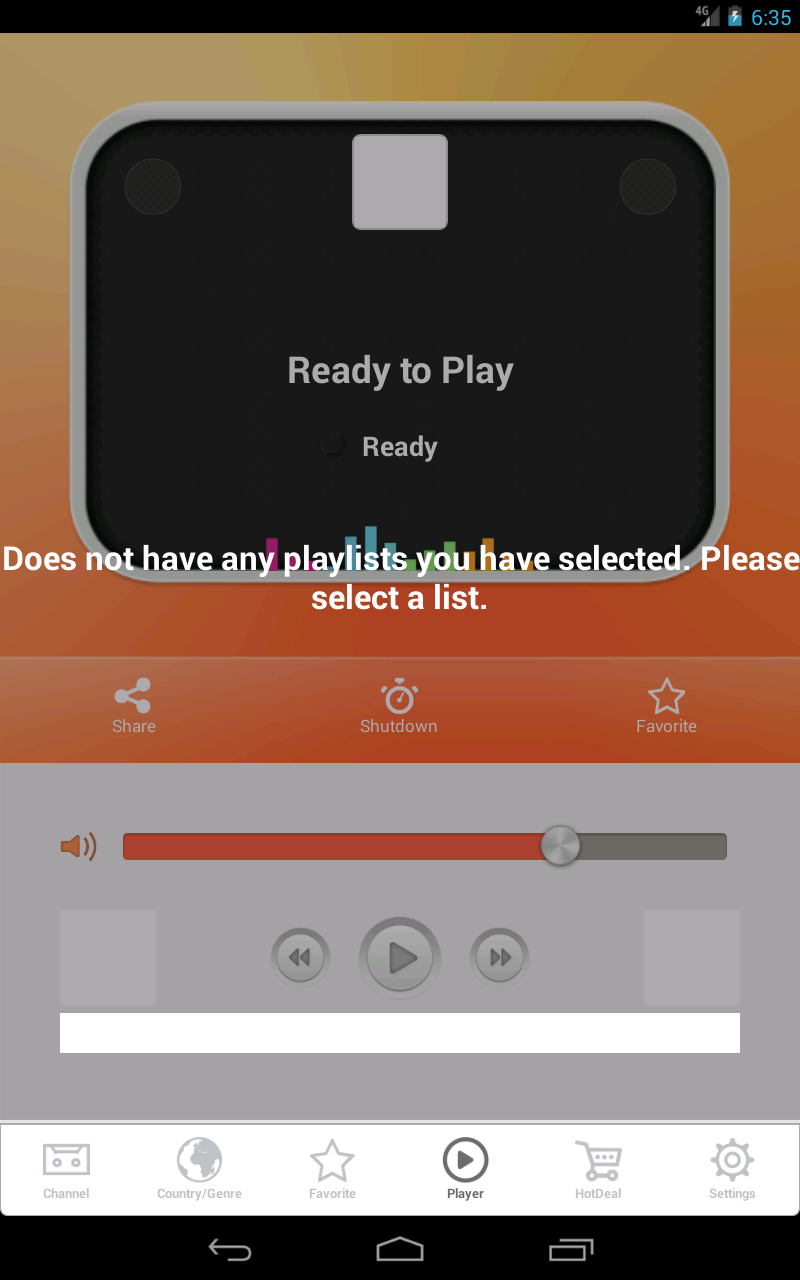 4G 6:35
Ready to Play
Ready
Does not have any playlists you have selected. Please
select a list.
Share Shutdown Favorite
Channel Country/Genre Favorite Player HotDeal Settings